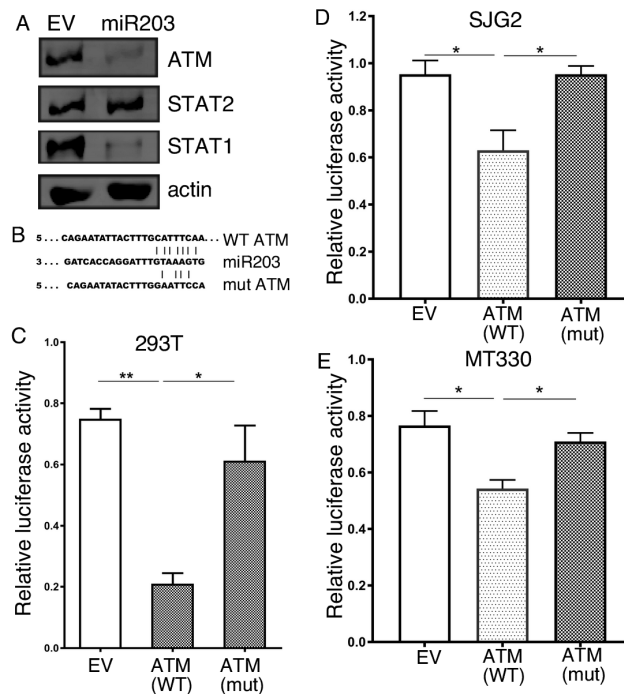 A
EV miR203
ATM
STAT2
STAT1
actin
B
5 ... CAGAATATTACTTTGCATTTCAA... WT ATM
3 ... GATCACCAGGATTTGTAAAGTG miR203
5 ... CAGAATATACTTTGGAATTCCA mut ATM
C
293T
Relative luciferase activity
1.0
0.8
0.6
0.4
0.2
0.0
** *
EV ATM (WT) ATM (mut)
D
SJG2
Relative luciferase activity
1.2
1.0
0.8
0.6
0.4
0.2
0.0
* *
EV ATM (WT) ATM (mut)
E
MT330
Relative luciferase activity
1.0
0.8
0.6
0.4
0.2
0.0
* *
EV ATM (WT) ATM (mut)